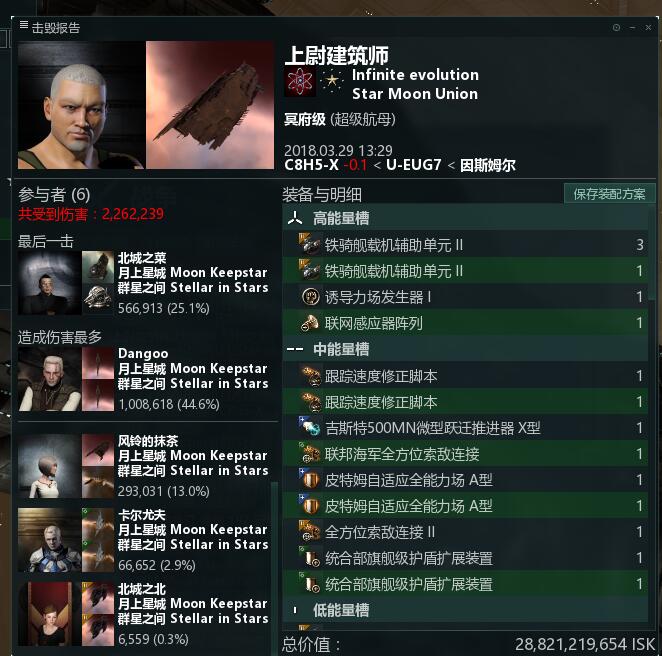 击毁报告
上尉建筑师
Infinite evolution
Star Moon Union
冥府级 (超级航母)
2018.03.29 13:29
C8H5-X -0.1 < U-EUG7 < 因斯姆尔
参与者 (6)
共受到伤害：2,262,239
最后一击
北城之菜
月上星城 Moon Keepstar
群星之间 Stellar in Stars
566,913 (25.1%)
造成伤害最多
Dangoo
月上星城 Moon Keepstar
群星之间 Stellar in Stars
1,008,618 (44.6%)
风铃的抹茶
月上星城 Moon Keepstar
群星之间 Stellar in Stars
293,031 (13.0%)
卡尔尤夫
月上星城 Moon Keepstar
群星之间 Stellar in Stars
66,652 (2.9%)
北城之北
月上星城 Moon Keepstar
群星之间 Stellar in Stars
6,559 (0.3%)
装备与明细
保存装配方案
高能量槽
铁骑舰载机辅助单元 II 3
铁骑舰载机辅助单元 II 1
诱导力场发生器 I 1
联网感应器阵列 1
中能量槽
跟踪速度修正脚本 1
跟踪速度修正脚本 1
吉斯特500MN微型跃迁推进器 X型 1
联邦海军全方位索敌连接 1
皮特姆自适应全能力场 A型 1
皮特姆自适应全能力场 A型 1
全方位索敌连接 II 1
统合部旗舰级护盾扩展装置 1
统合部旗舰级护盾扩展装置 1
低能量槽
总价值： 28,821,219,654 ISK